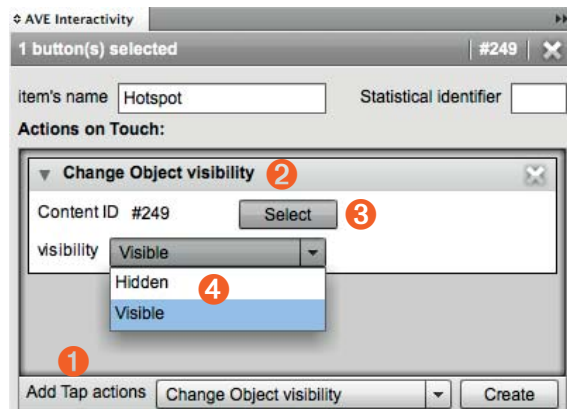 AVE Interactivity
1 button(s) selected #249
item's name Hotspot Statistical identifier
Actions on Touch:
Change Object visibility 2
Content ID #249 Select 3
visibility Visible
Hidden 4
Visible
1
Add Tap actions Change Object visibility Create